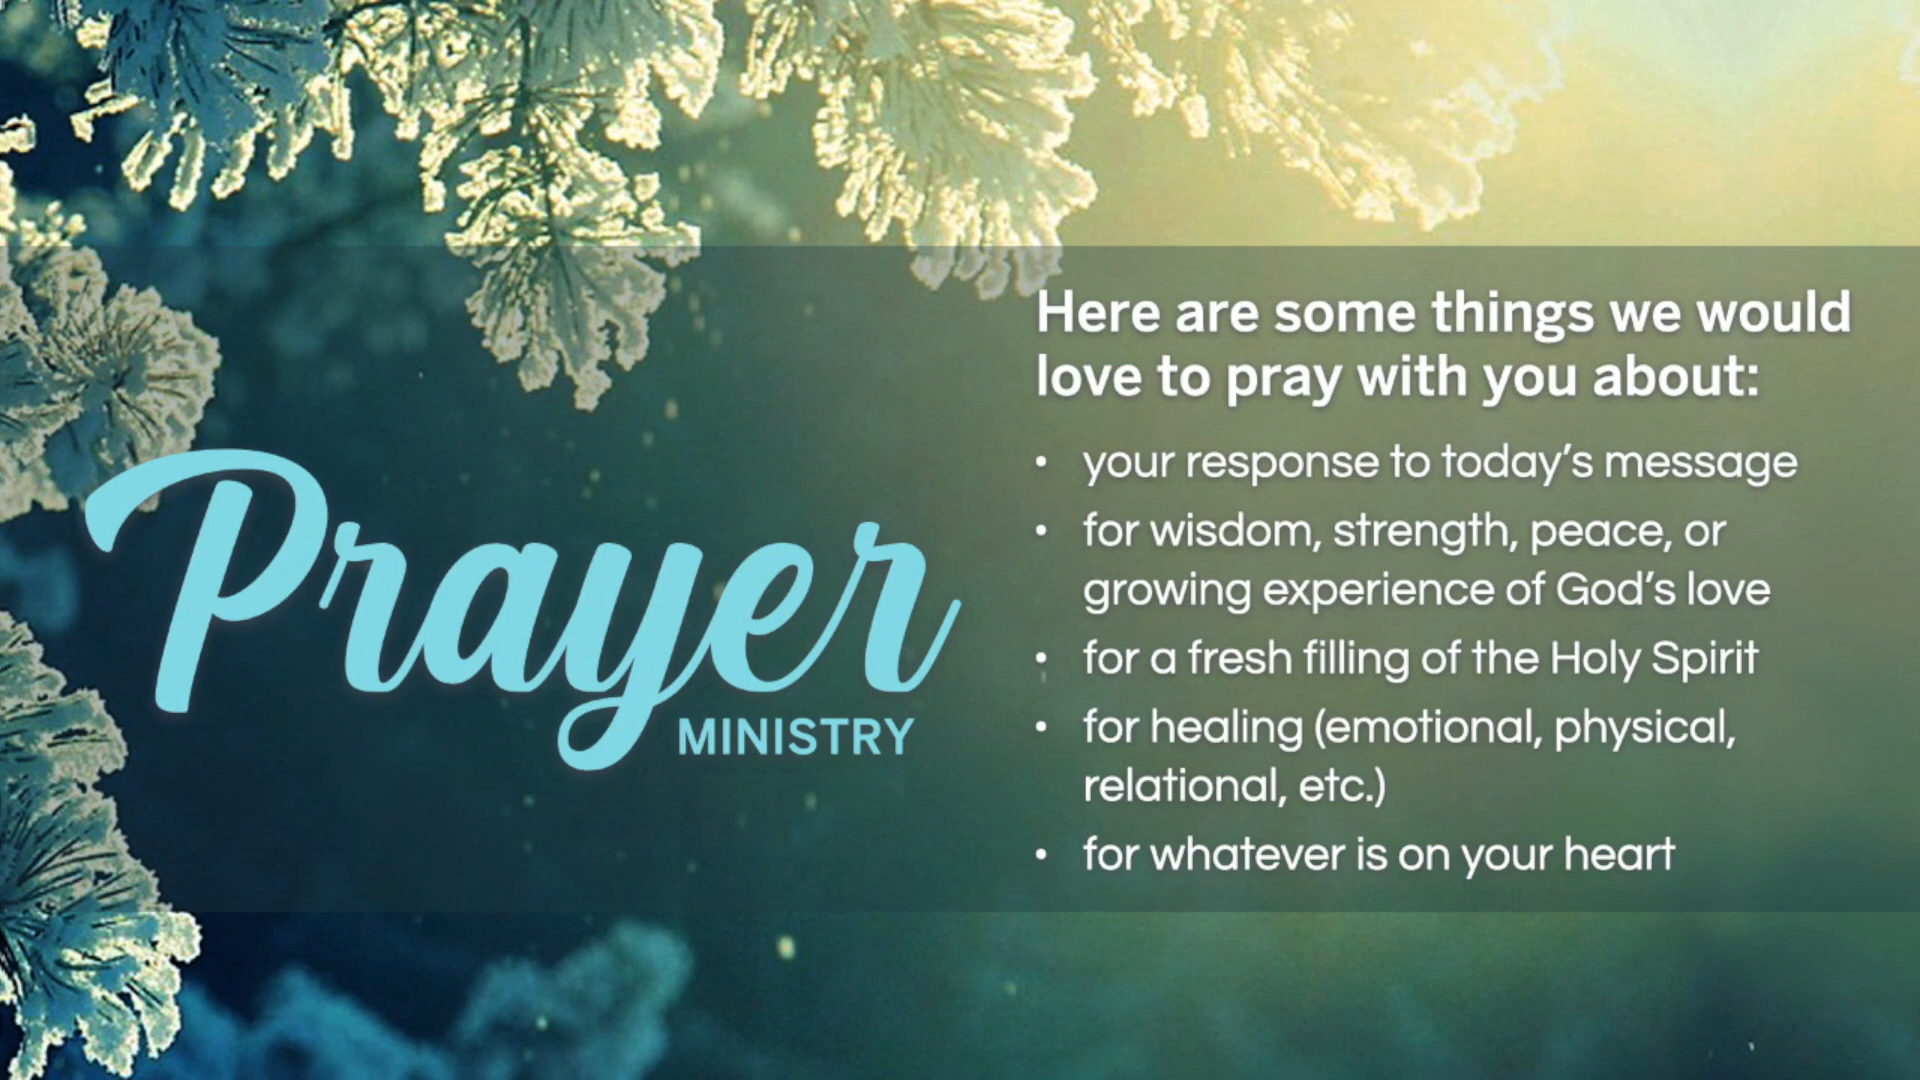 Prayer
MINISTRY
Here are some things we would
love to pray with you about:
• your response to today’s message
• for wisdom, strength, peace, or
growing experience of God’s love
• for a fresh filling of the Holy Spirit
• for healing (emotional, physical,
relational, etc.)
• for whatever is on your heart